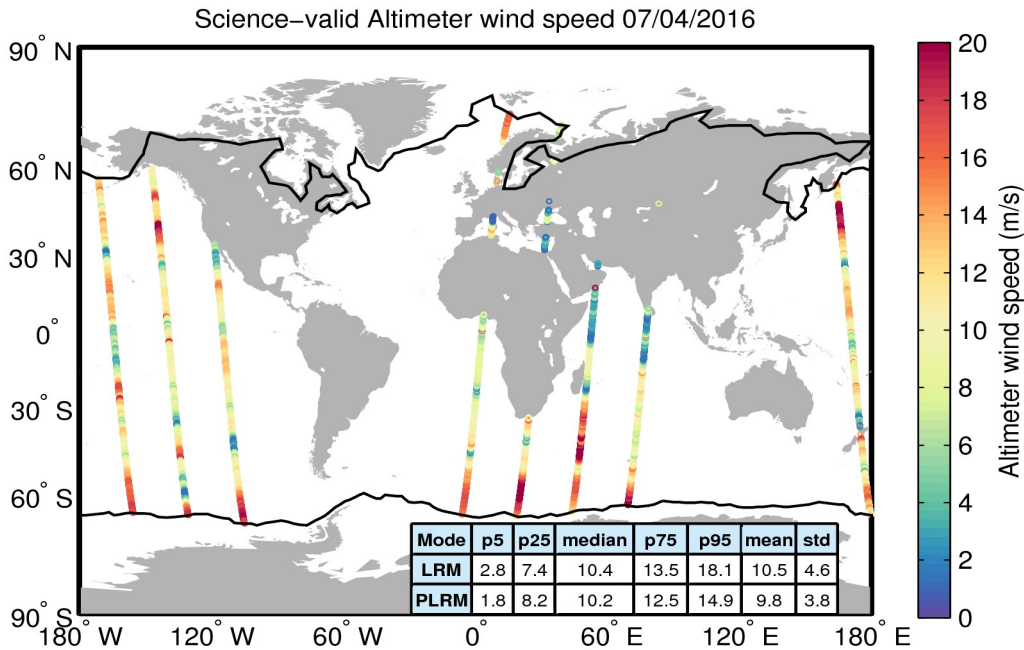 Science−valid Altimeter wind speed 07/04/2016
90° N
60° N
30° N
0°
30° S
60° S
90° S
180° W
120° W
60° W
0°
60° E
120° E
180° E
Mode p5 p25 median p75 p95 mean std
LRM 2.8 7.4 10.4 13.5 18.1 10.5 4.6
PLRM 1.8 8.2 10.2 12.5 14.9 9.8 3.8
20
18
16
14
12
10
8
6
4
2
0
Altimeter wind speed (m/s)